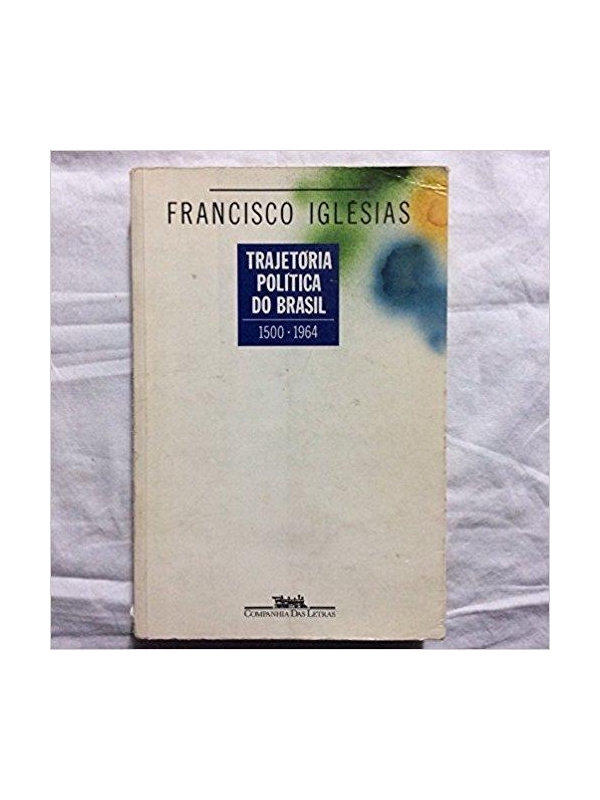 FRANCISCO IGLÉSIAS
TRAJETÓRIA
POLÍTICA
DO BRASIL
1500 · 1964
COMPANHIA DAS LETRAS